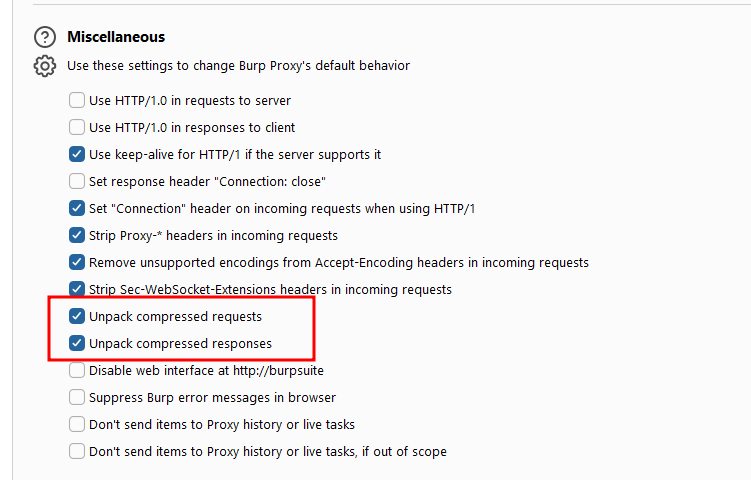 Miscellaneous
Use these settings to change Burp Proxy's default behavior
Use HTTP/1.0 in requests to server
Use HTTP/1.0 in responses to client
Use keep-alive for HTTP/1 if the server supports it
Set response header "Connection: close"
Set "Connection" header on incoming requests when using HTTP/1
Strip Proxy-* headers in incoming requests
Remove unsupported encodings from Accept-Encoding headers in incoming requests
Strip Sec-WebSocket-Extensions headers in incoming requests
Unpack compressed requests
Unpack compressed responses
Disable web interface at http://burpsuite
Suppress Burp error messages in browser
Don't send items to Proxy history or live tasks
Don't send items to Proxy history or live tasks, if out of scope